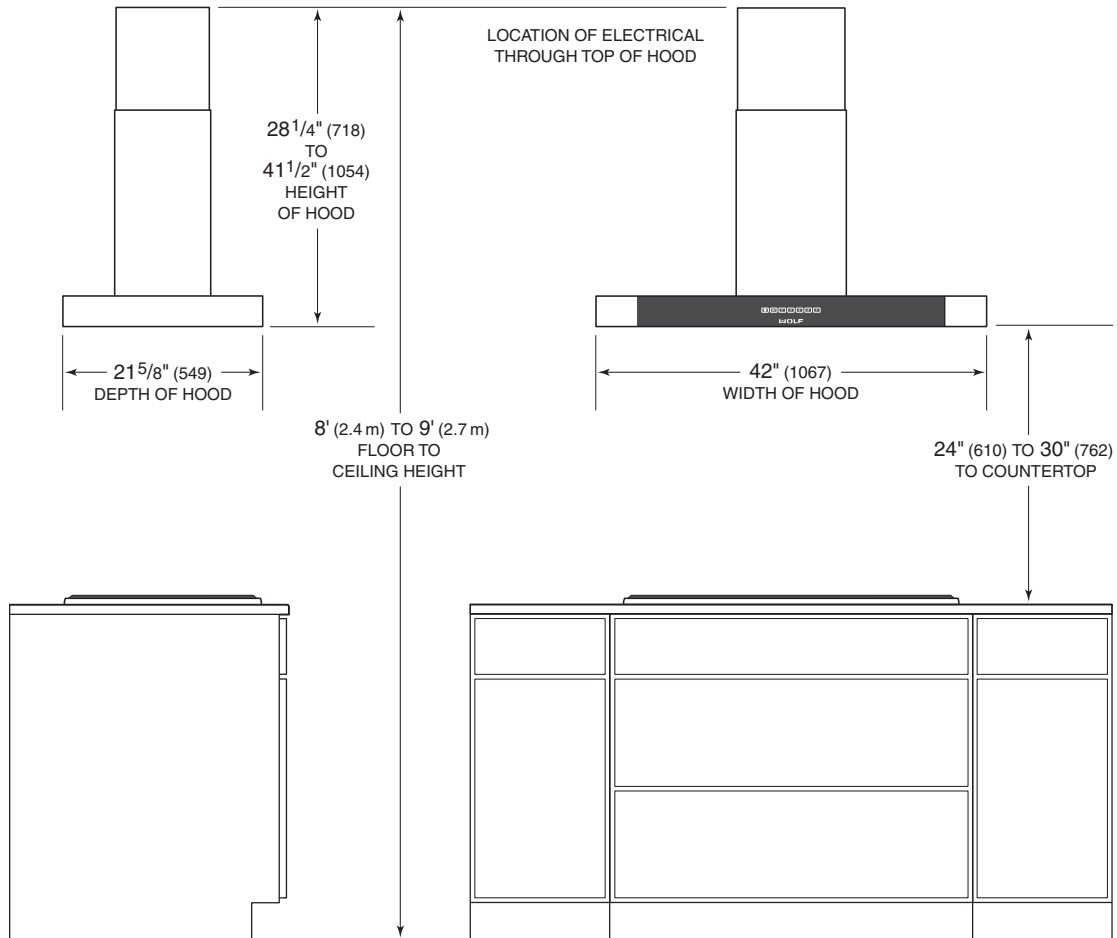 LOCATION OF ELECTRICAL
THROUGH TOP OF HOOD
28 1/4" (718)
TO
41 1/2" (1054)
HEIGHT
OF HOOD
WOLF
21 5/8" (549)
DEPTH OF HOOD
42" (1067)
WIDTH OF HOOD
8' (2.4 m) TO 9' (2.7 m)
FLOOR TO
CEILING HEIGHT
24" (610) TO 30" (762)
TO COUNTERTOP